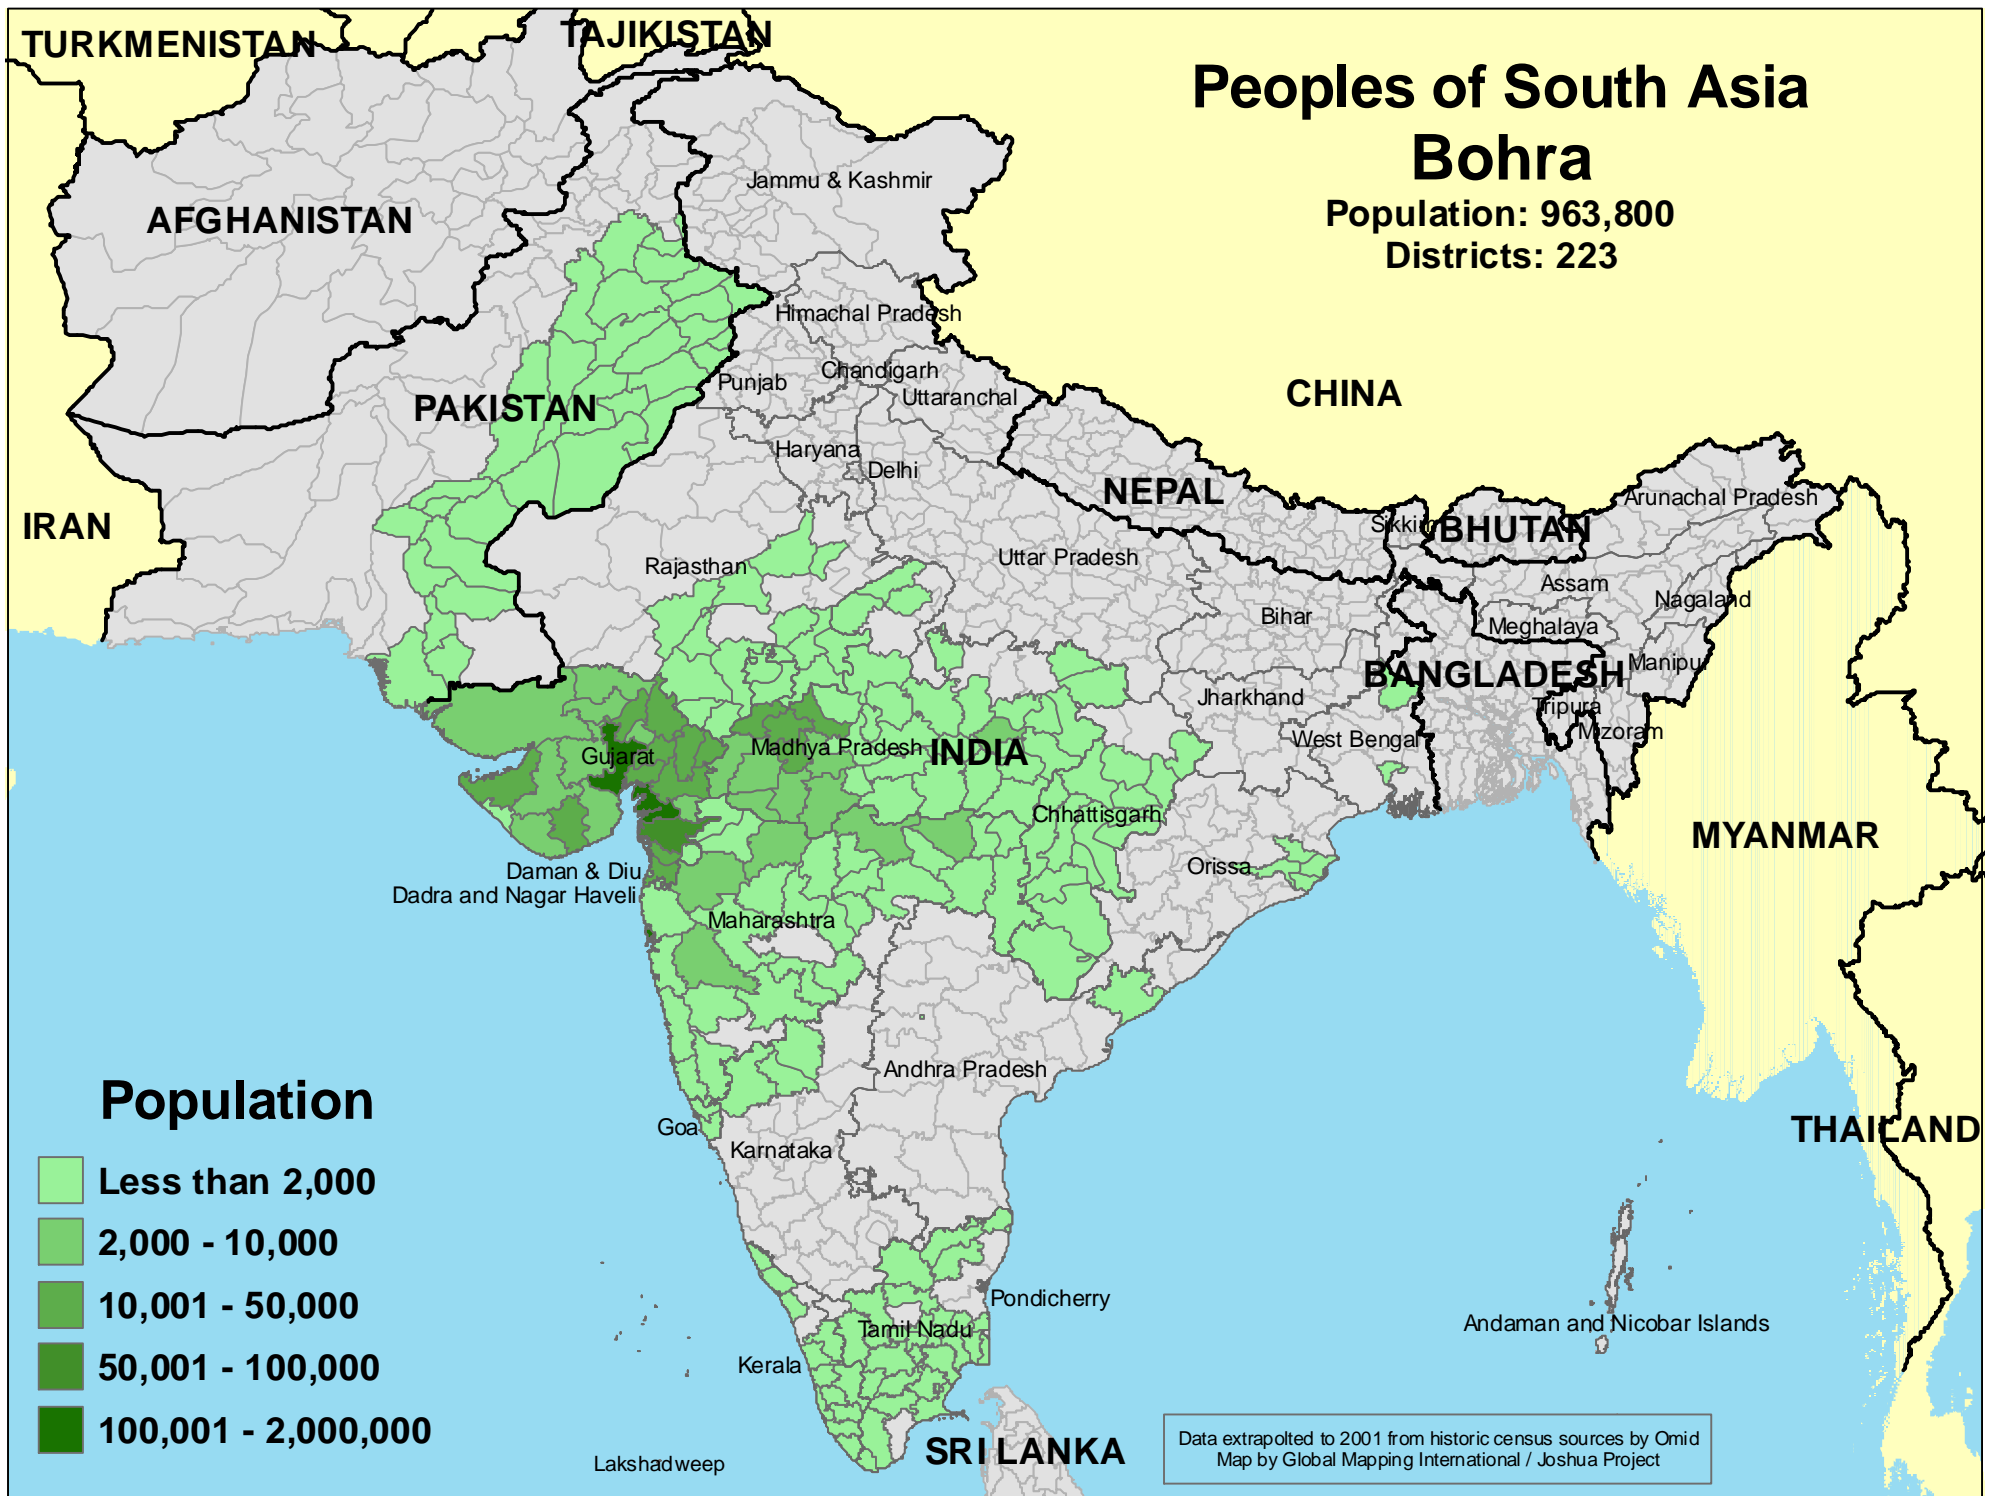 TURKMENISTAN
TAJIKISTAN
Peoples of South Asia
Bohra
Population: 963,800
Districts: 223
Jammu & Kashmir
AFGHANISTAN
Himachal Pradesh
Chandigarh
Punjab
Uttaranchal
CHINA
PAKISTAN
Haryana
Delhi
NEPAL
Arunachal Pradesh
IRAN
Sikkim
BHUTAN
Rajasthan
Uttar Pradesh
Assam
Nagaland
Bihar
Meghalaya
BANGLADESH
Manipur
Jharkhand
Tripura
Mizoram
West Bengal
Gujarat
Madhya Pradesh
INDIA
Chhattisgarh
MYANMAR
Orissa
Daman & Diu
Dadra and Nagar Haveli
Maharashtra
Andhra Pradesh
Goa
Karnataka
THAILAND
Population
Less than 2,000
2,000 - 10,000
10,001 - 50,000
50,001 - 100,000
100,001 - 2,000,000
Pondicherry
Tamil Nadu
Andaman and Nicobar Islands
Kerala
Lakshadweep
SRI LANKA
Data extrapolted to 2001 from historic census sources by Omid
Map by Global Mapping International / Joshua Project